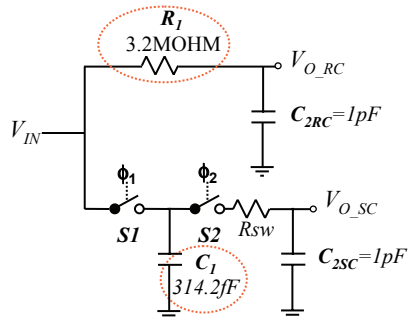 R1
3.2MOHM
VO_RC
C2RC=1pF
VIN
ϕ1
ϕ2
VO_SC
S1
S2
Rsw
C1
314.2fF
C2SC=1pF